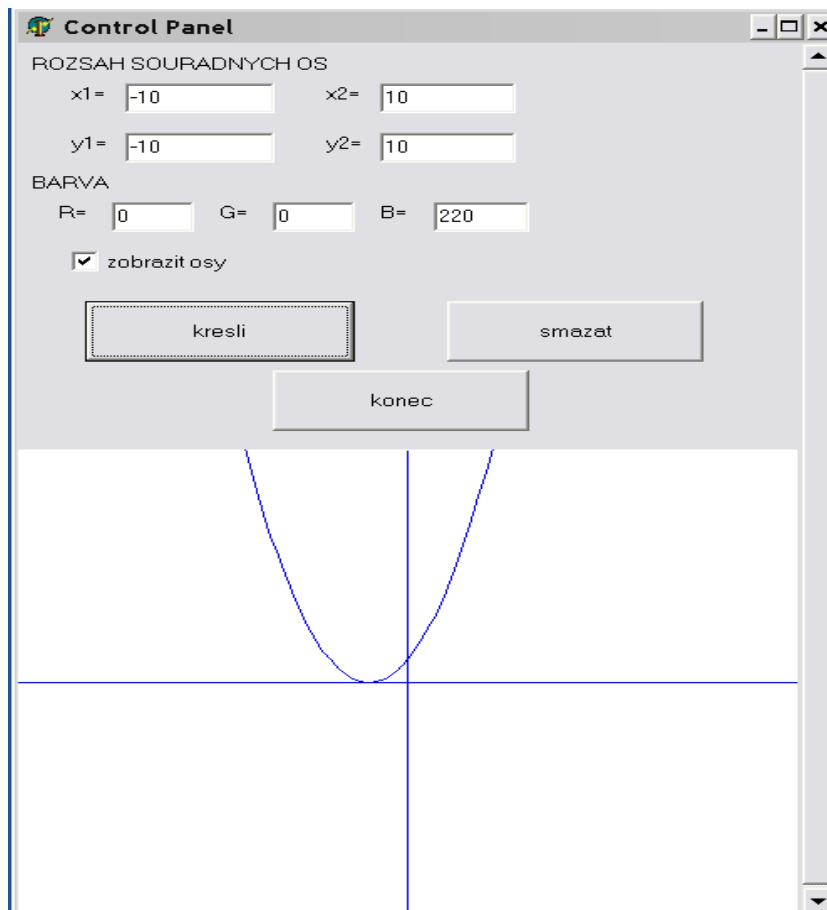 Control Panel
ROZSAH SOURADNYCH OS
x1= -10 x2= 10
y1= -10 y2= 10
BARVA
R= 0 G= 0 B= 220
zobrazit osy
kresli smazat
konec